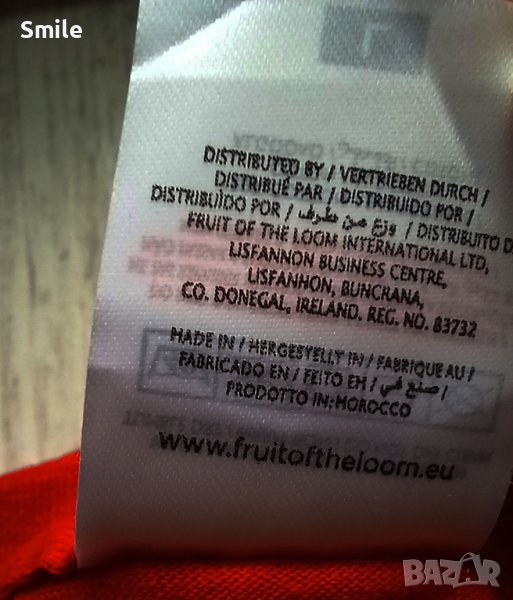 Smile
DISTRIBUTED BY / VERTRIEBEN DURCH /
DISTRIBUÉ PAR / DISTRIBUIDO POR /
DISTRIBUÌDO POR / وزع من طرف / DISTRIBUITO D
FRUIT OF THE LOOM INTERNATIONAL LTD,
LISFANNON BUSINESS CENTRE,
LISFANNON, BUNCRANA,
CO. DONEGAL, IRELAND. REG. NO. 83732
MADE IN / HERGESTELLT IN / FABRIQUE AU /
FABRICADO EN / FEITO EM / صنع في /
PRODOTTO IN: MOROCCO
www.fruitoftheloom.eu
BAZAR